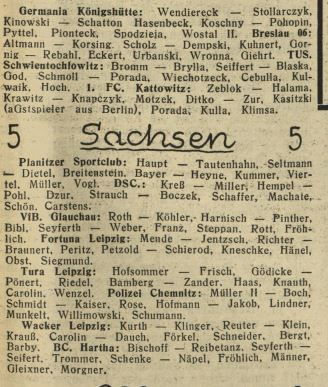 Germania Königshütte: Wendiereck — Stollarczyk,
Kinowski — Schatton Hasenbeck, Koschny — Pohopin,
Pyttel, Pionteck, Spodzieja, Wostal II. Breslau 06:
Altmann — Korsing, Scholz — Dempski, Kuhnert, Gor-
nig — Rebahl, Eckert, Urbanski, Wronna, Giehrt. TUS.
Schwientochlowitz: Bromm — Brylla, Seiffert — Blaska,
God, Schmoll — Porada, Wiechotzeck, Cebulla, Kul-
waik, Hoch. 1. FC. Kattowitz: Zeblok — Halama,
Krawitz — Knapczyk, Motzek, Ditko — Zur, Kasitzki
(aGstspieler aus Berlin), Porada, Kulla, Klimsa.
5 Sachsen 5
Planitzer Sportclub: Haupt — Tautenhahn, Seltmann
— Dietel, Breitenstein, Bayer — Heyne, Kummer, Vier-
tel, Müller, Vogl. DSC.: Kreß — Miller, Hempel —
Pohl, Dzur, Strauch — Boczek, Schaffer, Machate,
Schön, Carstens.
VfB. Glauchau: Roth — Köhler, Harnisch — Pinther,
Bibl, Seyferth — Weber, Franz, Steppan, Rott, Fröh-
lich. Fortuna Leipzig: Mende — Jentzsch, Richter —
Braunert, Peritz, Petzold — Schierod, Kneschke, Hänel,
Obst, Siegmund.
Tura Leipzig: Hofsommer — Frisch, Gödicke —
Pönert, Riedel, Bamberg — Zander, Haas, Knauth,
Carolin, Wenzel. Polizei Chemnitz: Müller II — Boch,
Schmidt — Kaiser, Rose, Hofmann — Jakob, Lindner,
Munkelt, Willimowski, Schumann.
Wacker Leipzig: Kurth — Klinger, Reuter — Klein,
Krauß, Carolin — Dauch, Förkel, Schneider, Bergt,
Barby. BC. Hartha: Bischoff — Reibetanz, Seyferth —
Seifert, Trommer, Schenke — Näpel, Fröhlich, Männer,
Gleixner, Morgner.